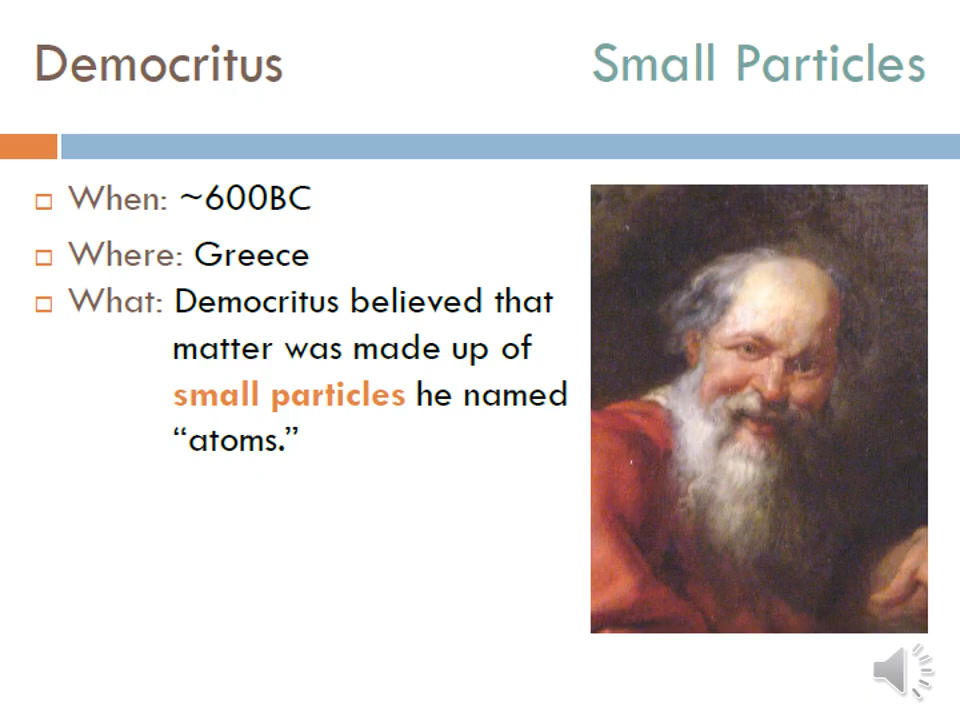 Democritus
Small Particles
When: ~600BC
Where: Greece
What: Democritus believed that
matter was made up of
small particles he named
“atoms.”